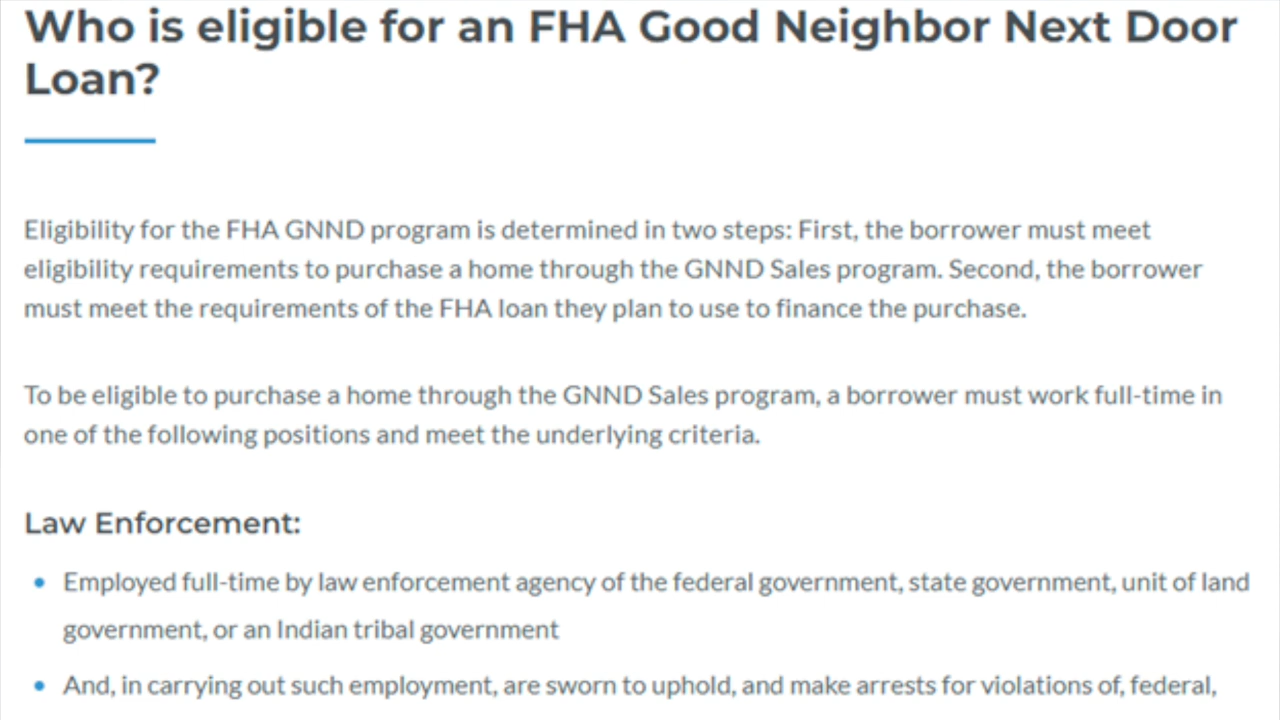 Who is eligible for an FHA Good Neighbor Next Door
Loan?
Eligibility for the FHA GNND program is determined in two steps: First, the borrower must meet
eligibility requirements to purchase a home through the GNND Sales program. Second, the borrower
must meet the requirements of the FHA loan they plan to use to finance the purchase.
To be eligible to purchase a home through the GNND Sales program, a borrower must work full-time in
one of the following positions and meet the underlying criteria.
Law Enforcement:
• Employed full-time by law enforcement agency of the federal government, state government, unit of land
government, or an Indian tribal government
• And, in carrying out such employment, are sworn to uphold, and make arrests for violations of, federal,